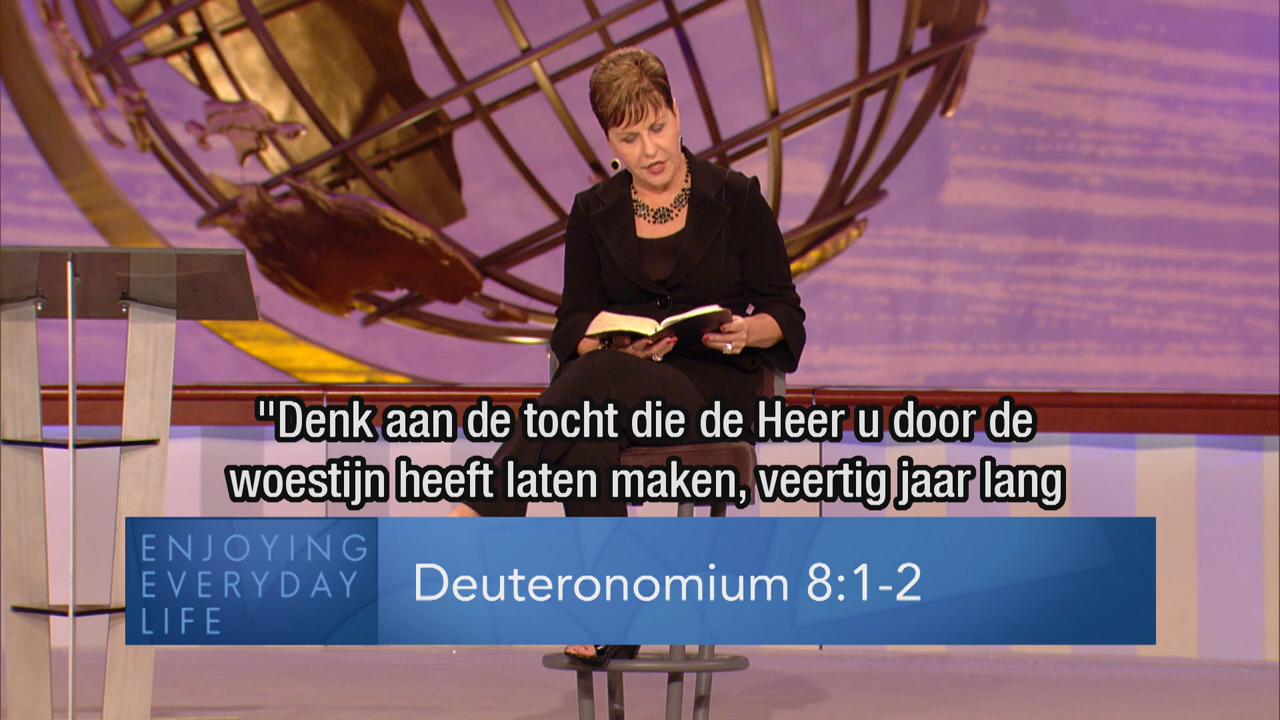 "Denk aan de tocht die de Heer u door de
woestijn heeft laten maken, veertig jaar lang
ENJOYING
EVERYDAY
LIFE
Deuteronomium 8:1-2